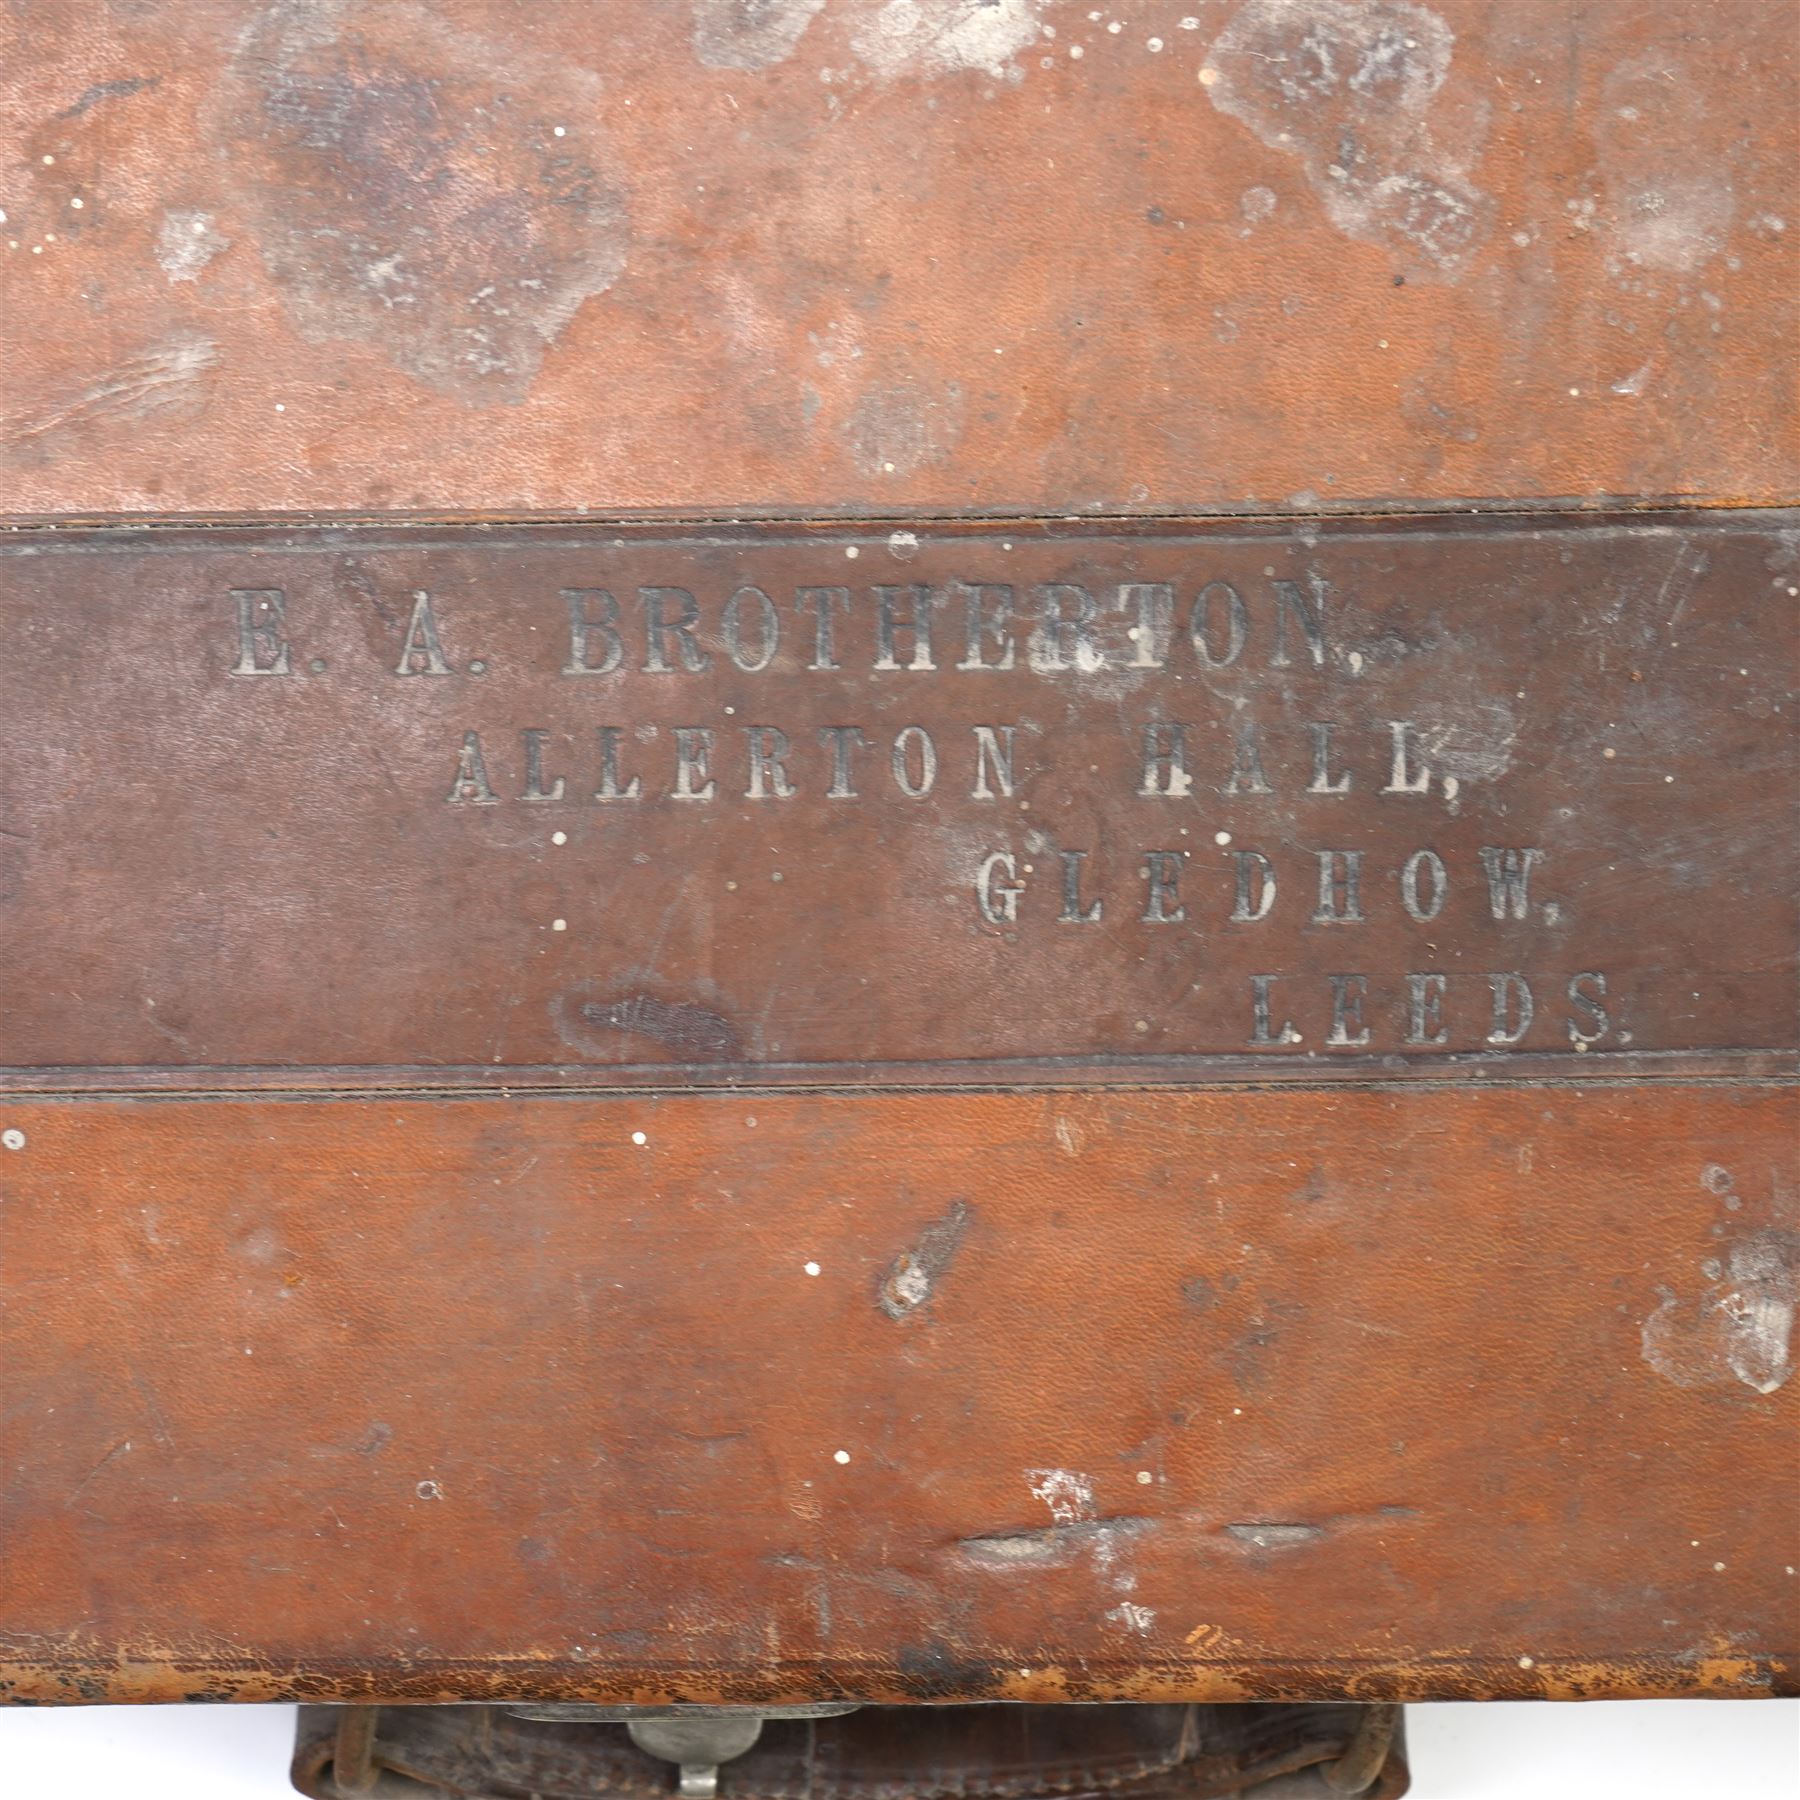 E. A. BROTHERTON,
ALLERTON HALL,
GLEDHOW,
LEEDS.